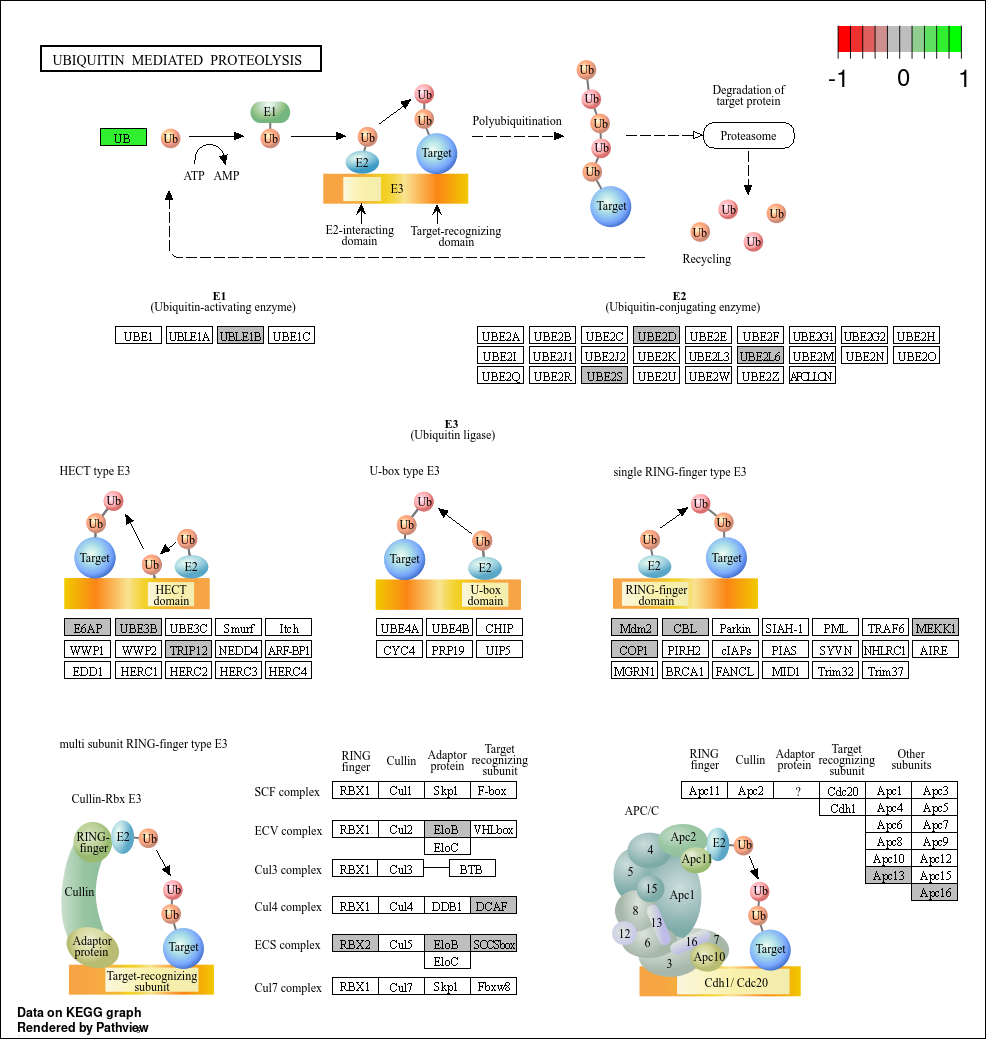 UBIQUITIN MEDIATED PROTEOLYSIS
-1 0 1
UB
Ub
ATP AMP
E1
Ub
Ub
E2
Ub
Ub
Target
E3
E2-interacting
domain
Target-recognizing
domain
Polyubiquitination
Ub
Ub
Ub
Ub
Ub
Target
Degradation of
target protein
Proteasome
Ub
Ub
Ub
Ub
Recycling
E1
(Ubiquitin-activating enzyme)
UBE1 UBLE1A UBLE1B UBE1C
E2
(Ubiquitin-conjugating enzyme)
UBE2A UBE2B UBE2C UBE2D UBE2E UBE2F UBE2G1 UBE2G2 UBE2H
UBE2I UBE2J1 UBE2J2 UBE2K UBE2L3 UBE2L6 UBE2M UBE2N UBE2O
UBE2Q UBE2R UBE2S UBE2U UBE2W UBE2Z AFCLLCN
E3
(Ubiquitin ligase)
HECT type E3
Ub
Ub
Target
Ub
Ub
E2
HECT
domain
E6AP UBE3B UBE3C Smurf Itch
WWP1 WWP2 TRIP12 NEDD4 ARF-BP1
EDD1 HERC1 HERC2 HERC3 HERC4
U-box type E3
Ub
Ub
Target
Ub
E2
U-box
domain
UBE4A UBE4B CHIP
CYC4 PRP19 UIP5
single RING-finger type E3
Ub
E2
Ub
Ub
Target
RING-finger
domain
Mdm2 CBL Parkin SIAH-1 PML TRAF6 MEKK1
COP1 PIRH2 cIAPs PIAS SYVN NHLRC1 AIRE
MGRN1 BRCA1 FANCL MID1 Trim32 Trim37
multi subunit RING-finger type E3
Cullin-Rbx E3
RING-
finger
E2
Ub
Cullin
Ub
Ub
Adaptor
protein
Target
Target-recognizing
subunit
RING
finger
Cullin
Adaptor
protein
Target
recognizing
subunit
SCF complex RBX1 Cul1 Skp1 F-box
ECV complex RBX1 Cul2 EloB VHLbox
EloC
Cul3 complex RBX1 Cul3 BTB
Cul4 complex RBX1 Cul4 DDB1 DCAF
ECS complex RBX2 Cul5 EloB SOCSbox
EloC
Cul7 complex RBX1 Cul7 Skp1 Fbxw8
RING
finger
Cullin
Adaptor
protein
Target
recognizing
subunit
Other
subunits
Apc11 Apc2 ? Cdc20 Apc1 Apc3
Cdh1 Apc4 Apc5
Apc6 Apc7
Apc8 Apc9
Apc10 Apc12
Apc13 Apc15
Apc16
APC/C
Apc2
E2
Ub
4
Apc11
5
15
Apc1
Ub
8
13
Ub
12
6
16
7
Target
3
Apc10
Cdh1/ Cdc20
Data on KEGG graph
Rendered by Pathview